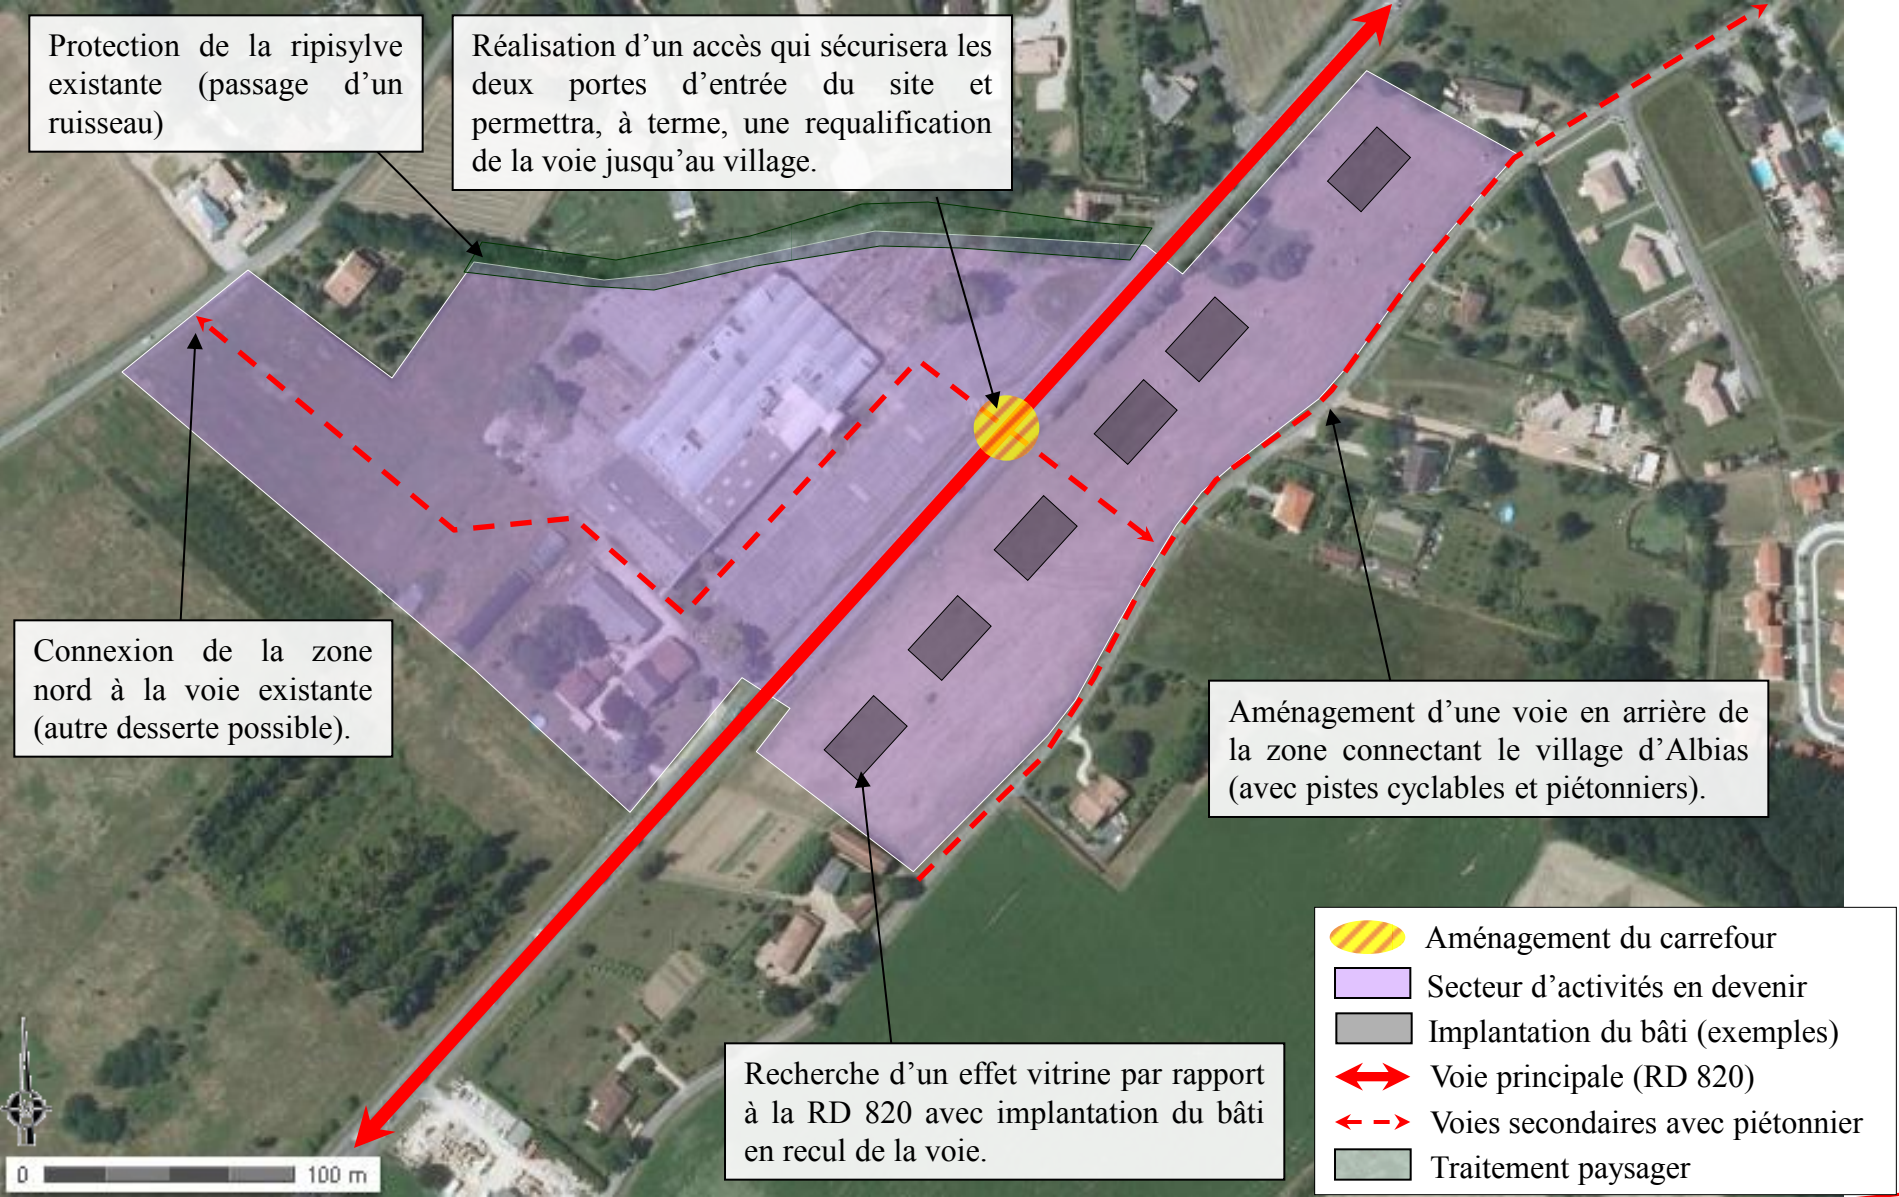 Protection de la ripisylve
existante (passage d’un
ruisseau)
Réalisation d’un accès qui sécurisera les
deux portes d’entrée du site et
permettra, à terme, une requalification
de la voie jusqu’au village.
Connexion de la zone
nord à la voie existante
(autre desserte possible).
Aménagement d’une voie en arrière de
la zone connectant le village d’Albias
(avec pistes cyclables et piétonniers).
Recherche d’un effet vitrine par rapport
à la RD 820 avec implantation du bâti
en recul de la voie.
Aménagement du carrefour
Secteur d’activités en devenir
Implantation du bâti (exemples)
Voie principale (RD 820)
Voies secondaires avec piétonnier
Traitement paysager
0 100 m